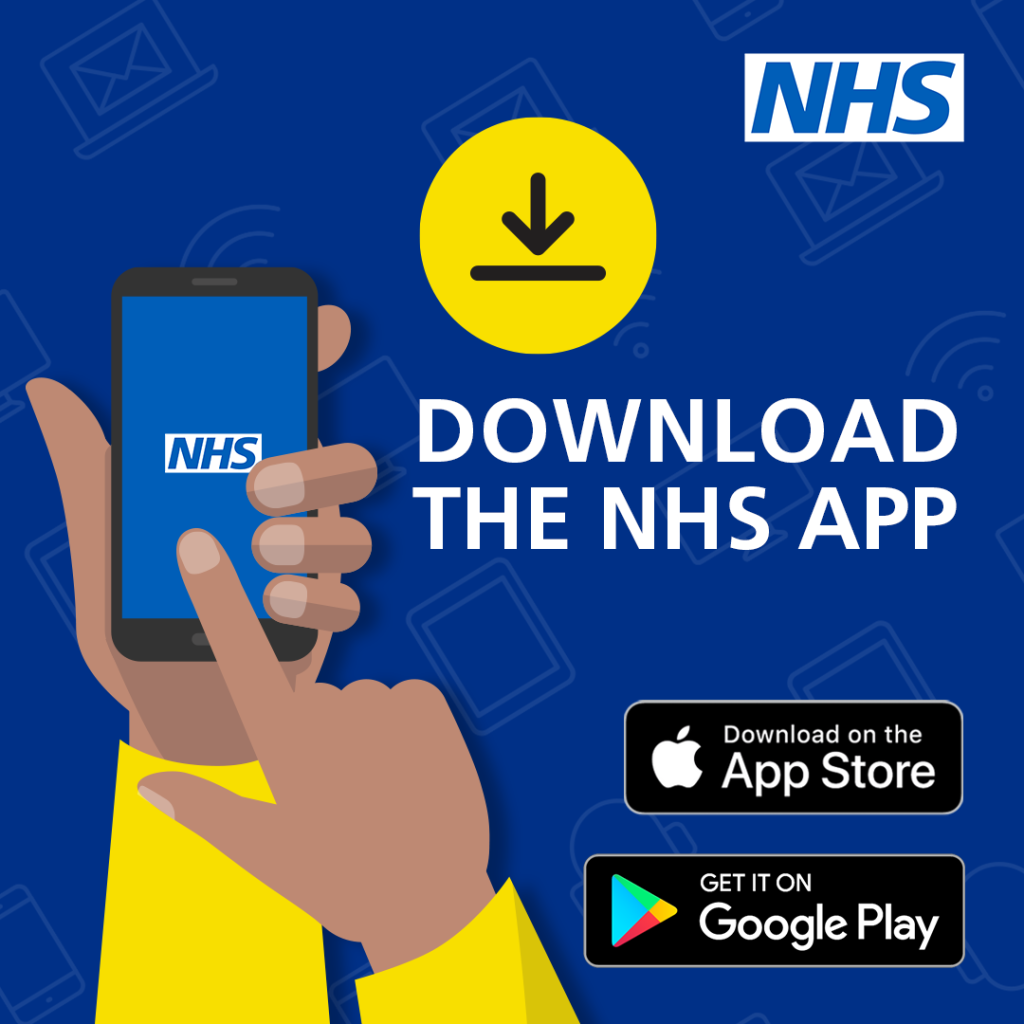 NHS
NHS
DOWNLOAD
THE NHS APP
Download on the
App Store
GET IT ON
Google Play